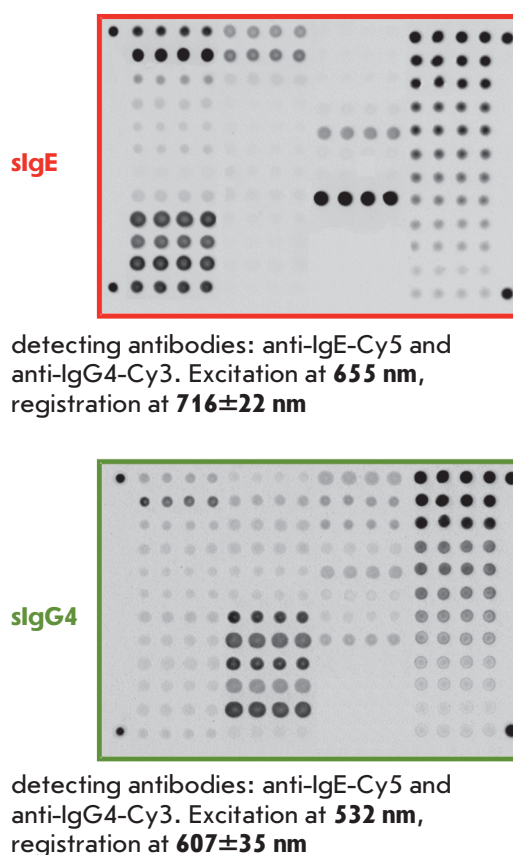 sIgE
detecting antibodies: anti-IgE-Cy5 and
anti-IgG4-Cy3. Excitation at 655 nm,
registration at 716±22 nm
sIgG4
detecting antibodies: anti-IgE-Cy5 and
anti-IgG4-Cy3. Excitation at 532 nm,
registration at 607±35 nm